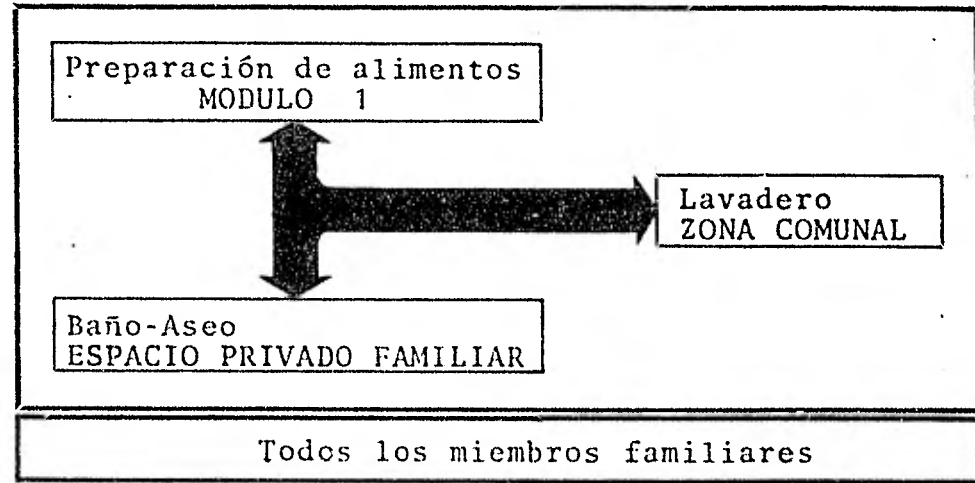 Preparación de alimentos
MODULO 1
Lavadero
ZONA COMUNAL
Baño-Aseo
ESPACIO PRIVADO FAMILIAR
Todos los miembros familiares